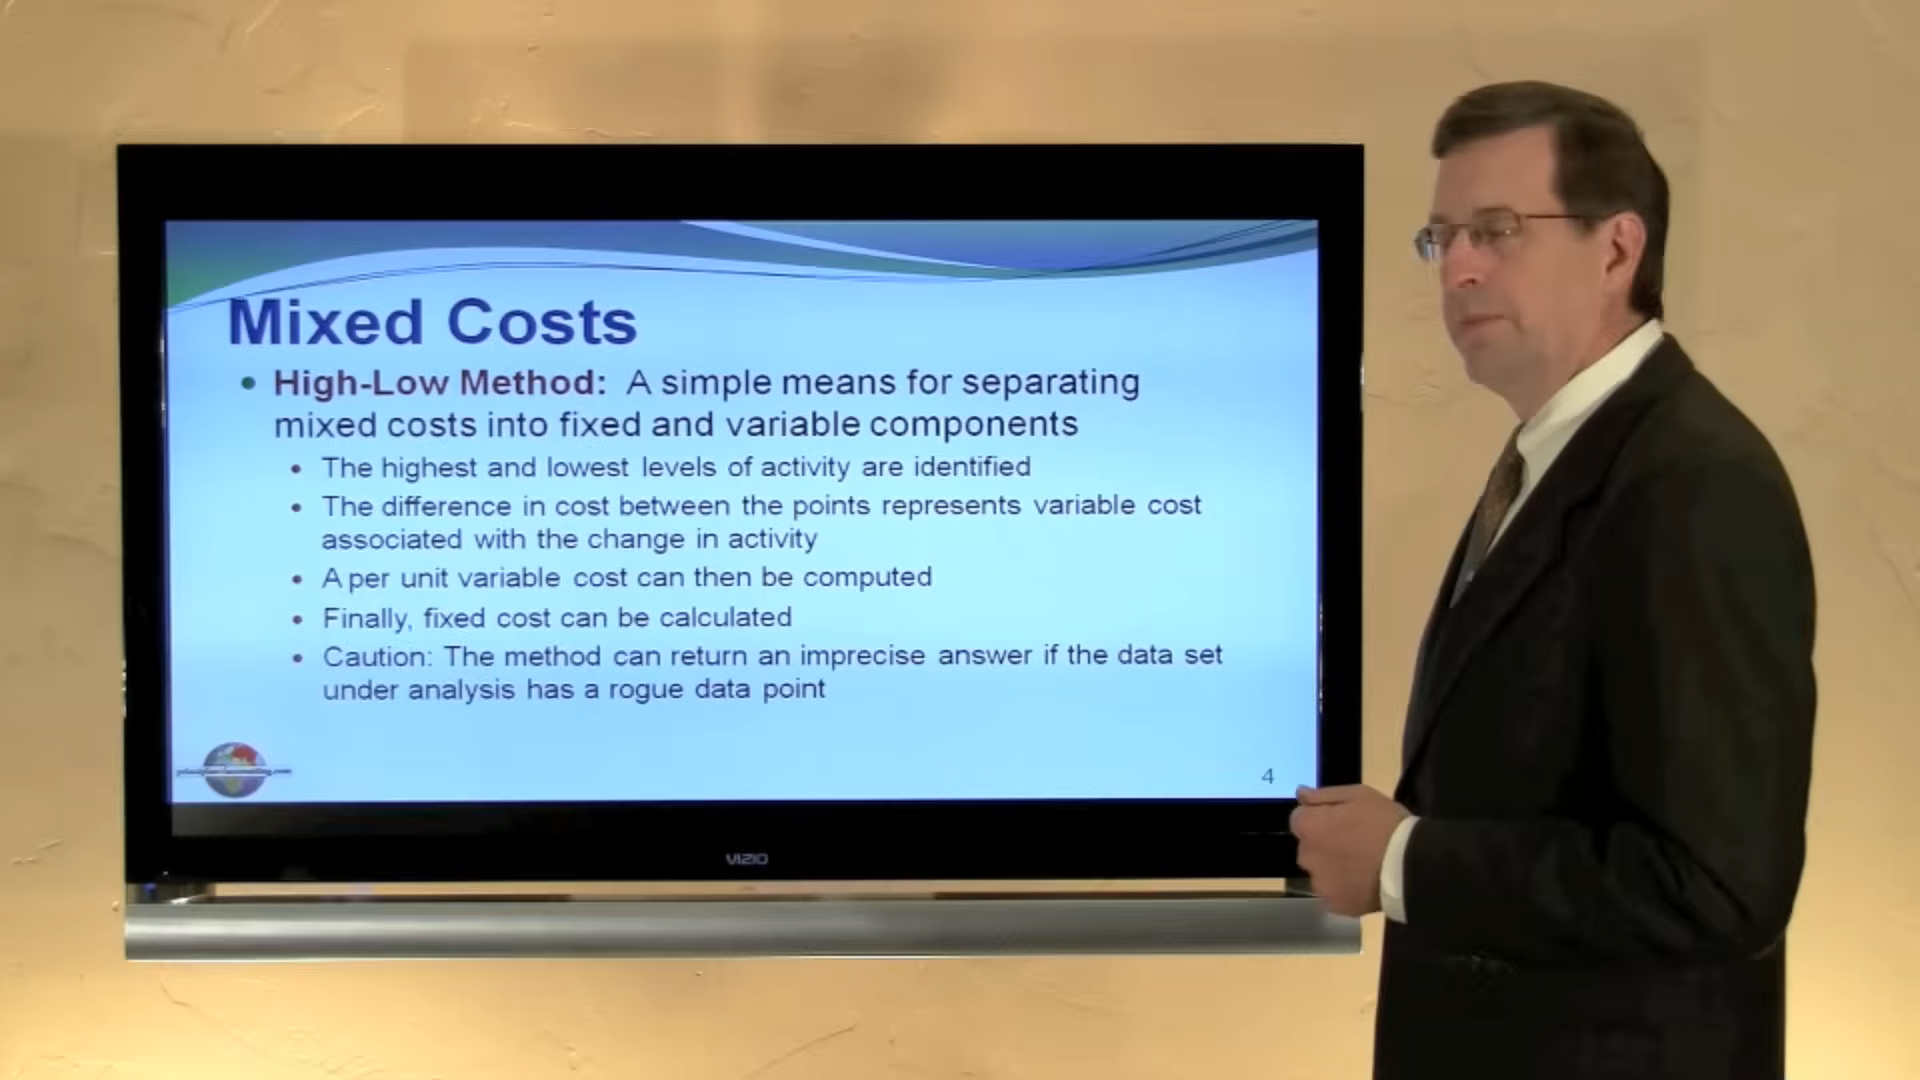 Mixed Costs
• High-Low Method: A simple means for separating
mixed costs into fixed and variable components
• The highest and lowest levels of activity are identified
• The difference in cost between the points represents variable cost
associated with the change in activity
• A per unit variable cost can then be computed
• Finally, fixed cost can be calculated
• Caution: The method can return an imprecise answer if the data set
under analysis has a rogue data point
4
VIZIO